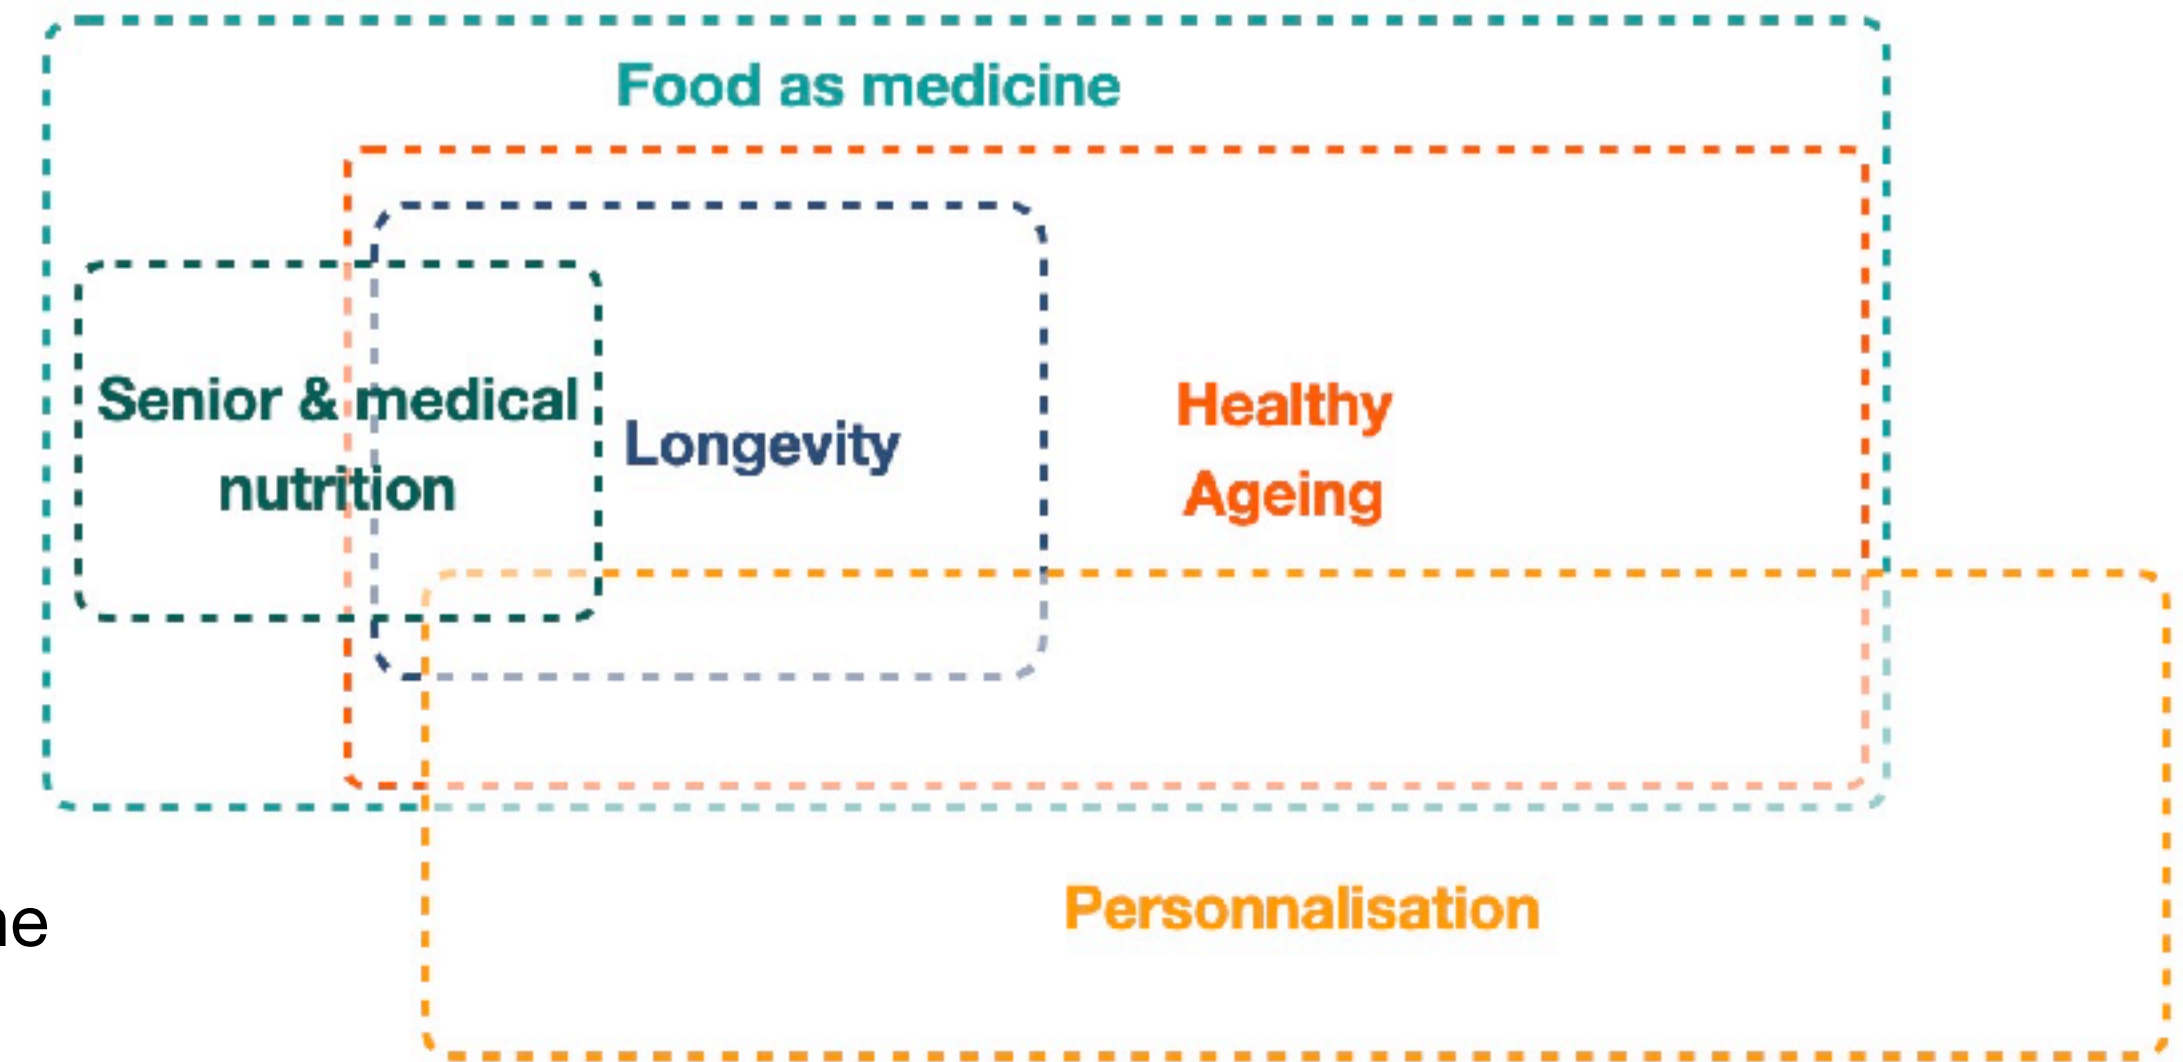 Food as medicine
Senior & medical
nutrition
Longevity
Healthy
Ageing
Personnalisation